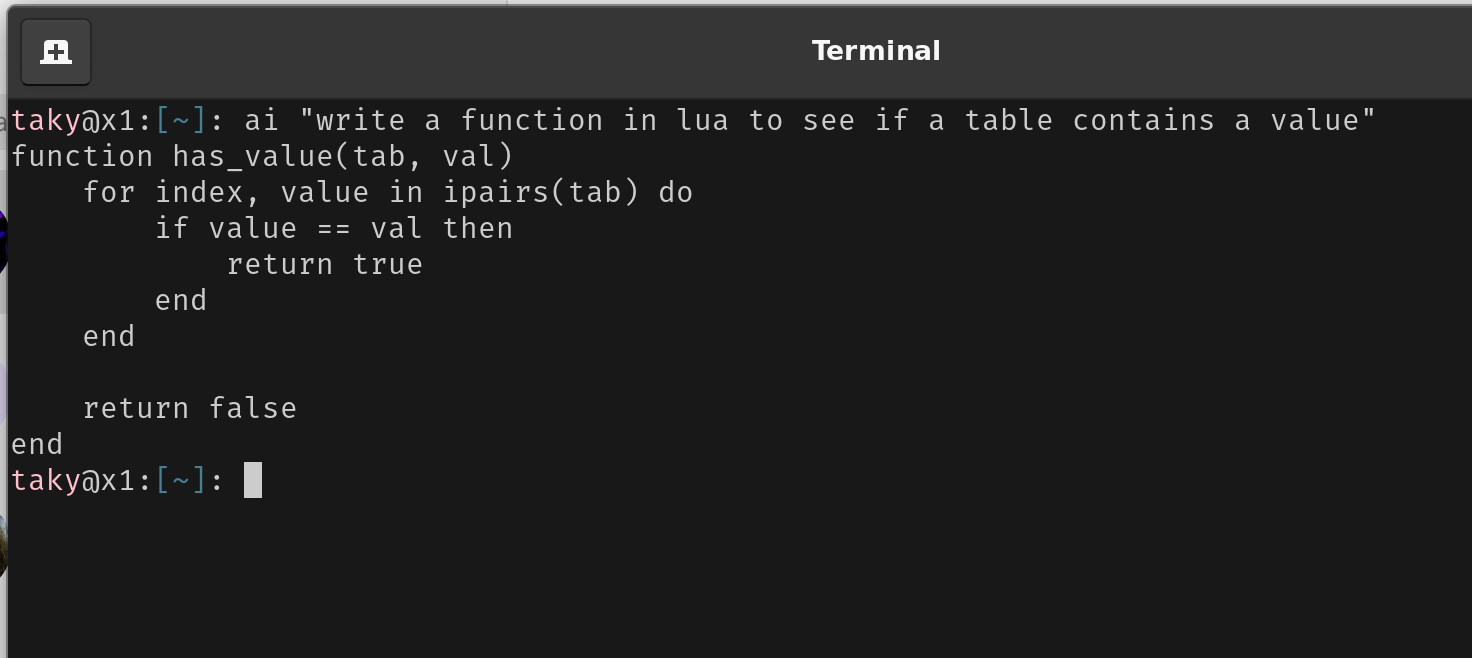 Terminal
taky@x1:[~]: ai "write a function in lua to see if a table contains a value"
function has_value(tab, val)
    for index, value in ipairs(tab) do
        if value == val then
            return true
        end
    end

    return false
end
taky@x1:[~]: